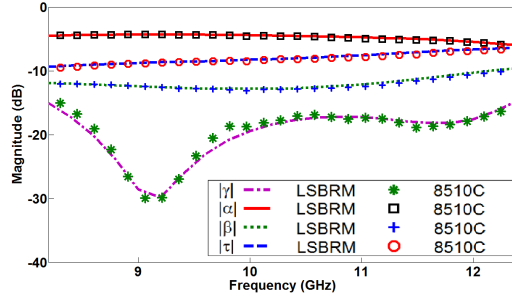 0
-10
-20
-30
-40
Magnitude (dB)
9
10
11
12
Frequency (GHz)
|γ| LSBRM 8510C
|α| LSBRM 8510C
|β| LSBRM 8510C
|τ| LSBRM 8510C